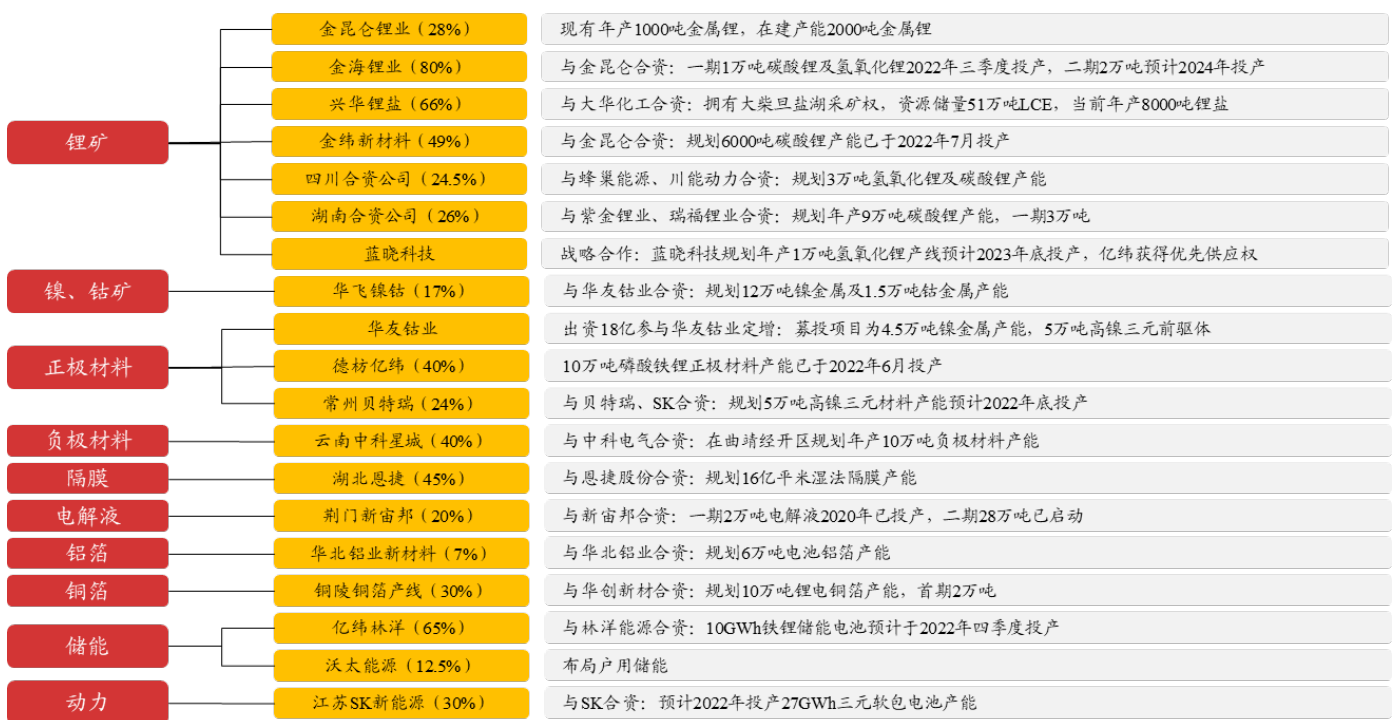 锂矿
金昆仑锂业（28%）
现有年产1000吨金属锂，在建产能2000吨金属锂
金海锂业（80%）
与金昆仑合资：一期1万吨碳酸锂及氢氧化锂2022年三季度投产，二期2万吨预计2024年投产
兴华锂盐（66%）
与大华化工合资：拥有大柴旦盐湖采矿权，资源储量51万吨LCE，当前年产8000吨锂盐
金纬新材料（49%）
与金昆仑合资：规划6000吨碳酸锂产能已于2022年7月投产
四川合资公司（24.5%）
与蜂巢能源、川能动力合资：规划3万吨氢氧化锂及碳酸锂产能
湖南合资公司（26%）
与紫金锂业、瑞福锂业合资：规划年产9万吨碳酸锂产能，一期3万吨
蓝晓科技
战略合作：蓝晓科技规划年产1万吨氢氧化锂产线预计2023年底投产，亿纬获得优先供应权
镍、钴矿
华飞镍钴（17%）
与华友钴业合资：规划12万吨镍金属及1.5万吨钴金属产能
正极材料
华友钴业
出资18亿参与华友钴业定增：募投项目为4.5万吨镍金属产能，5万吨高镍三元前驱体
德枋亿纬（40%）
10万吨磷酸铁锂正极材料产能已于2022年6月投产
常州贝特瑞（24%）
与贝特瑞、SK合资：规划5万吨高镍三元材料产能预计2022年底投产
负极材料
云南中科星城（40%）
与中科电气合资：在曲靖经开区规划年产10万吨负极材料产能
隔膜
湖北恩捷（45%）
与恩捷股份合资：规划16亿平米湿法隔膜产能
电解液
荆门新宙邦（20%）
与新宙邦合资：一期2万吨电解液2020年已投产，二期28万吨已启动
铝箔
华北铝业新材料（7%）
与华北铝业合资：规划6万吨电池铝箔产能
铜箔
铜陵铜箔产线（30%）
与华创新材合资：规划10万吨锂电铜箔产能，首期2万吨
储能
亿纬林洋（65%）
与林洋能源合资：10GWh铁锂储能电池预计于2022年四季度投产
沃太能源（12.5%）
布局户用储能
动力
江苏SK新能源（30%）
与SK合资：预计2022年投产27GWh三元软包电池产能